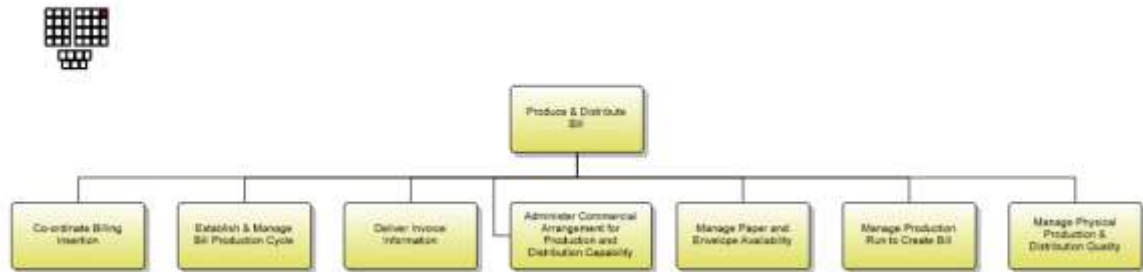 Produce & Distribute
Bill
Co-ordinate Billing
Insertion
Establish & Manage
Bill Production Cycle
Deliver Invoice
Information
Administer Commercial
Arrangement for
Production and
Distribution Capability
Manage Paper and
Envelope Availability
Manage Production
Run to Create Bill
Manage Physical
Production &
Distribution Quality